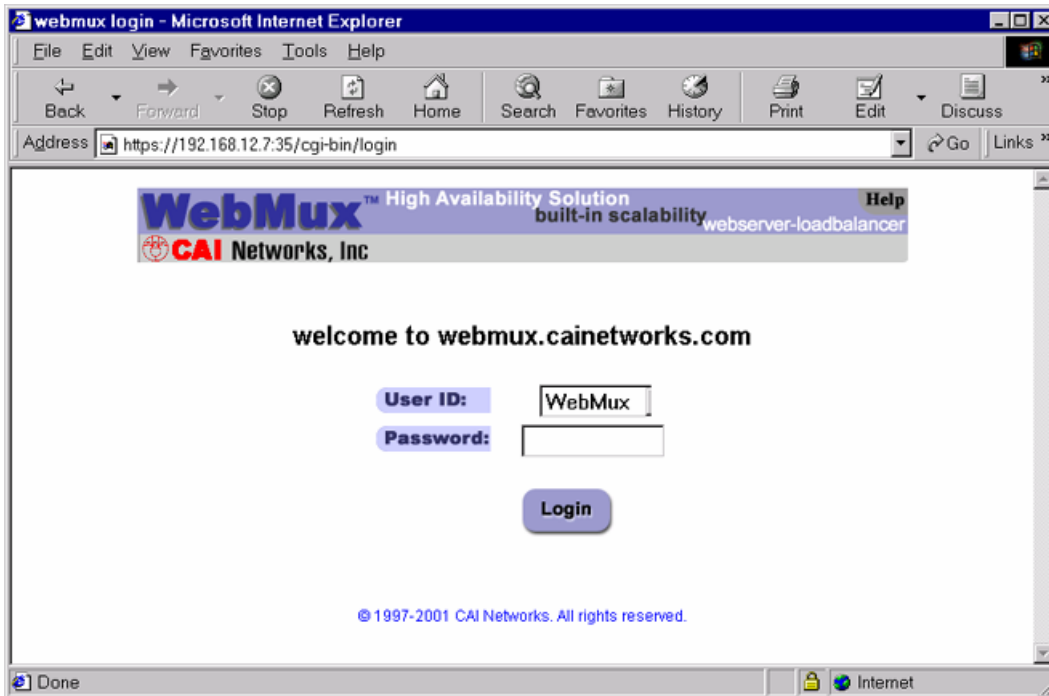 webmux login - Microsoft Internet Explorer
File Edit View Favorites Tools Help
Back Forward Stop Refresh Home Search Favorites History Print Edit Discuss »
Address https://192.168.12.7:35/cgi-bin/login Go Links »
WebMux™ High Availability Solution Help
built-in scalability
webserver-loadbalancer
CAI Networks, Inc
welcome to webmux.cainetworks.com
User ID: WebMux
Password:
Login
© 1997-2001 CAI Networks. All rights reserved.
Done Internet